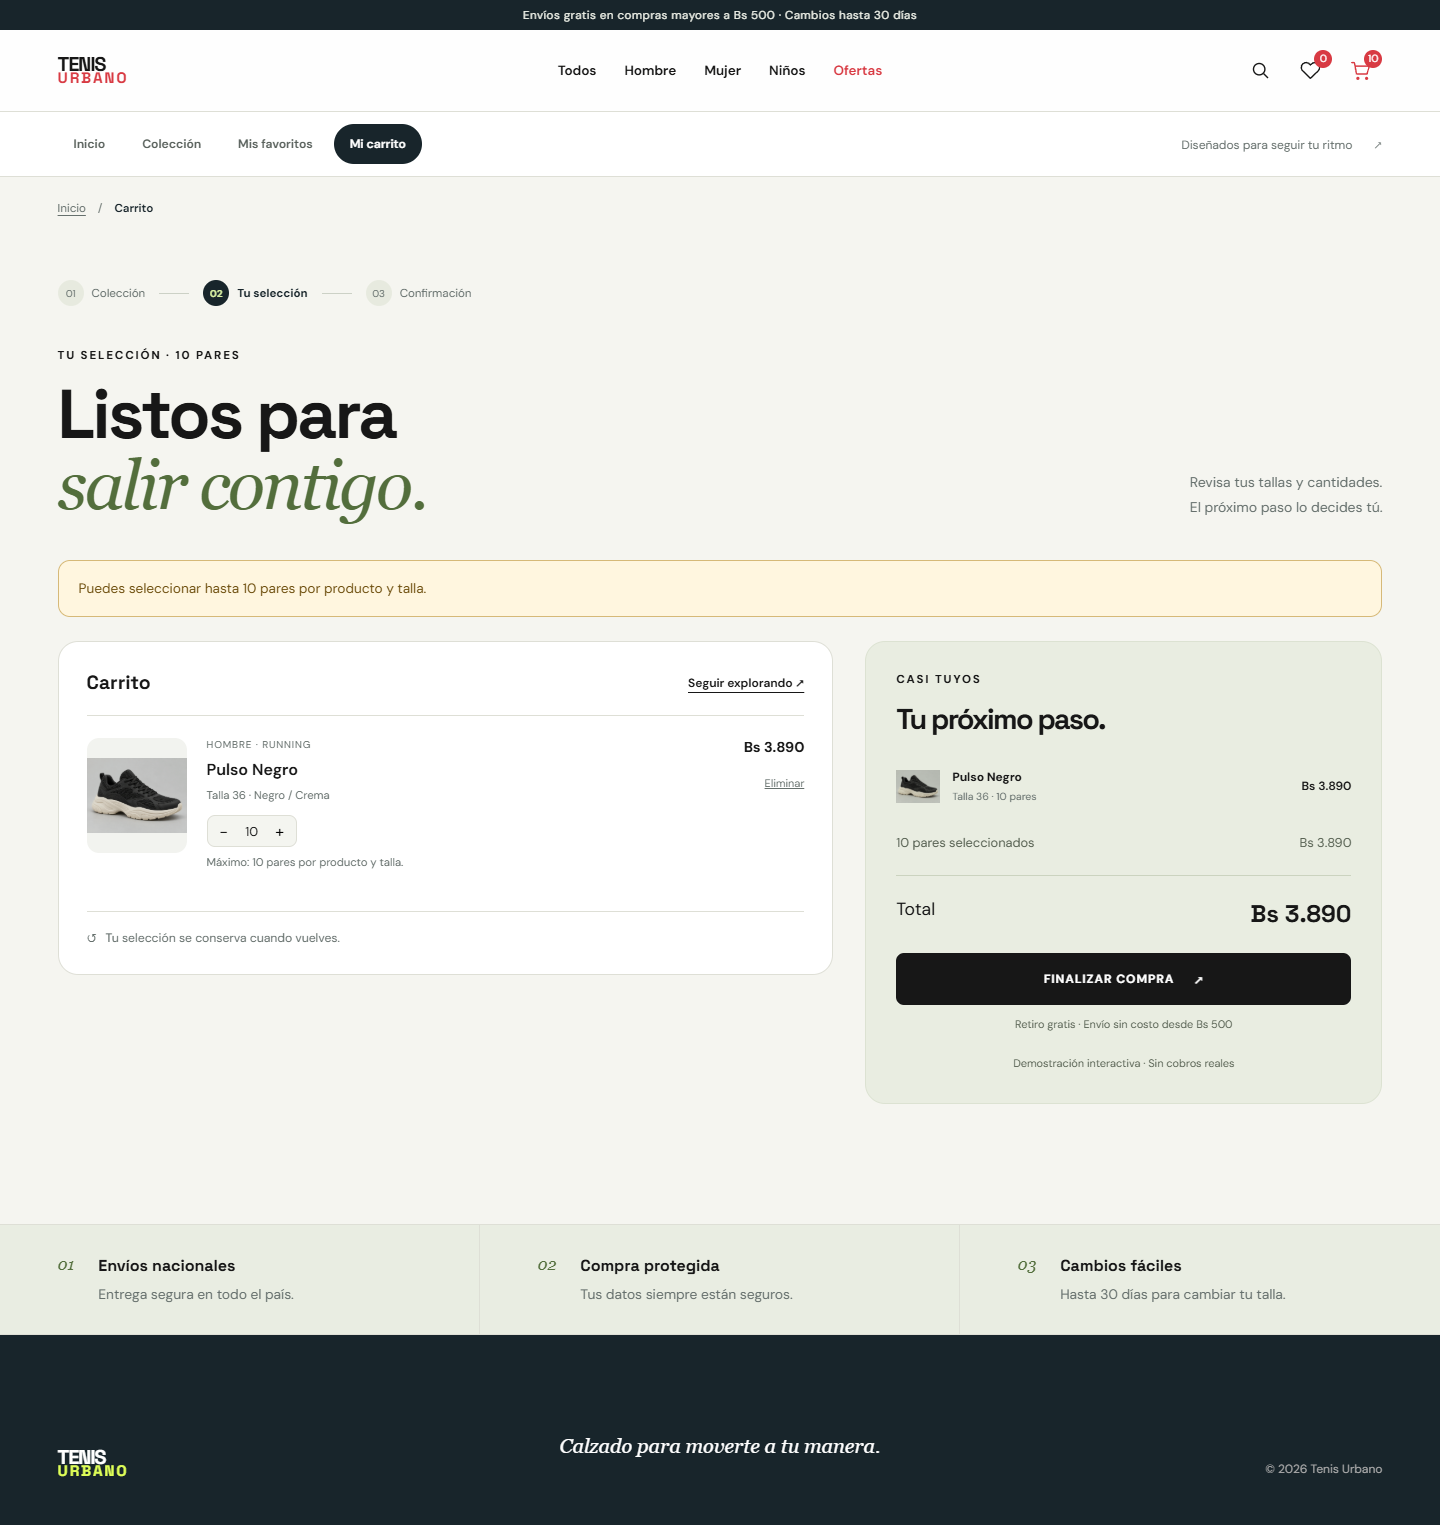 Envíos gratis en compras mayores a Bs 500 · Cambios hasta 30 días
TENIS
URBANO
Todos
Hombre
Mujer
Niños
Ofertas
0
10
Inicio
Colección
Mis favoritos
Mi carrito
Diseñados para seguir tu ritmo ↗
Inicio / Carrito
01 Colección
02 Tu selección
03 Confirmación
TU SELECCIÓN · 10 PARES
Listos para
salir contigo.
Revisa tus tallas y cantidades.
El próximo paso lo decides tú.
Puedes seleccionar hasta 10 pares por producto y talla.
Carrito
Seguir explorando ↗
HOMBRE · RUNNING
Pulso Negro
Talla 36 · Negro / Crema
− 10 +
Máximo: 10 pares por producto y talla.
Bs 3.890
Eliminar
↺ Tu selección se conserva cuando vuelves.
CASI TUYOS
Tu próximo paso.
Pulso Negro
Talla 36 · 10 pares
Bs 3.890
10 pares seleccionados Bs 3.890
Total Bs 3.890
FINALIZAR COMPRA ↗
Retiro gratis · Envío sin costo desde Bs 500
Demostración interactiva · Sin cobros reales
01 Envíos nacionales
Entrega segura en todo el país.
02 Compra protegida
Tus datos siempre están seguros.
03 Cambios fáciles
Hasta 30 días para cambiar tu talla.
TENIS
URBANO
Calzado para moverte a tu manera.
© 2026 Tenis Urbano